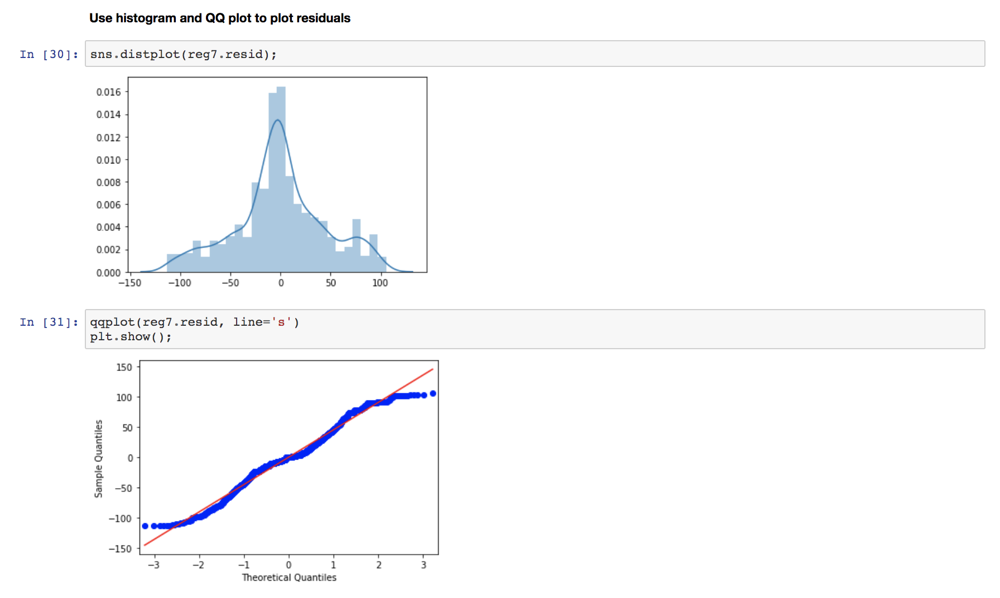 Use histogram and QQ plot to plot residuals
In [30]: sns.distplot(reg7.resid);
0.016
0.014
0.012
0.010
0.008
0.006
0.004
0.002
0.000
−150 −100 −50 0 50 100
In [31]: qqplot(reg7.resid, line='s')
plt.show();
150
100
50
0
−50
−100
−150
Sample Quantiles
−3 −2 −1 0 1 2 3
Theoretical Quantiles